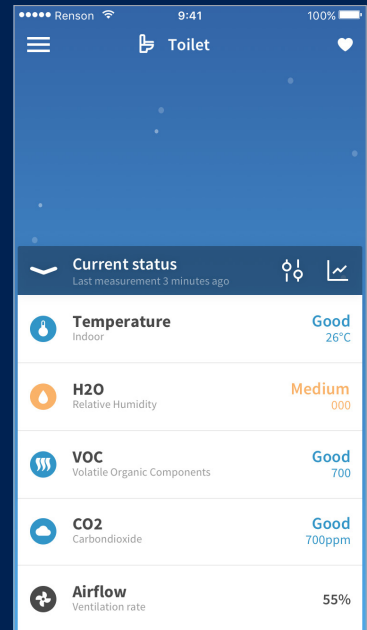 Renson 9:41 100%
Toilet
Current status
Last measurement 3 minutes ago
Temperature Good
Indoor 26°C
H2O Medium
Relative Humidity 000
VOC Good
Volatile Organic Components 700
CO2 Good
Carbondioxide 700ppm
Airflow 55%
Ventilation rate